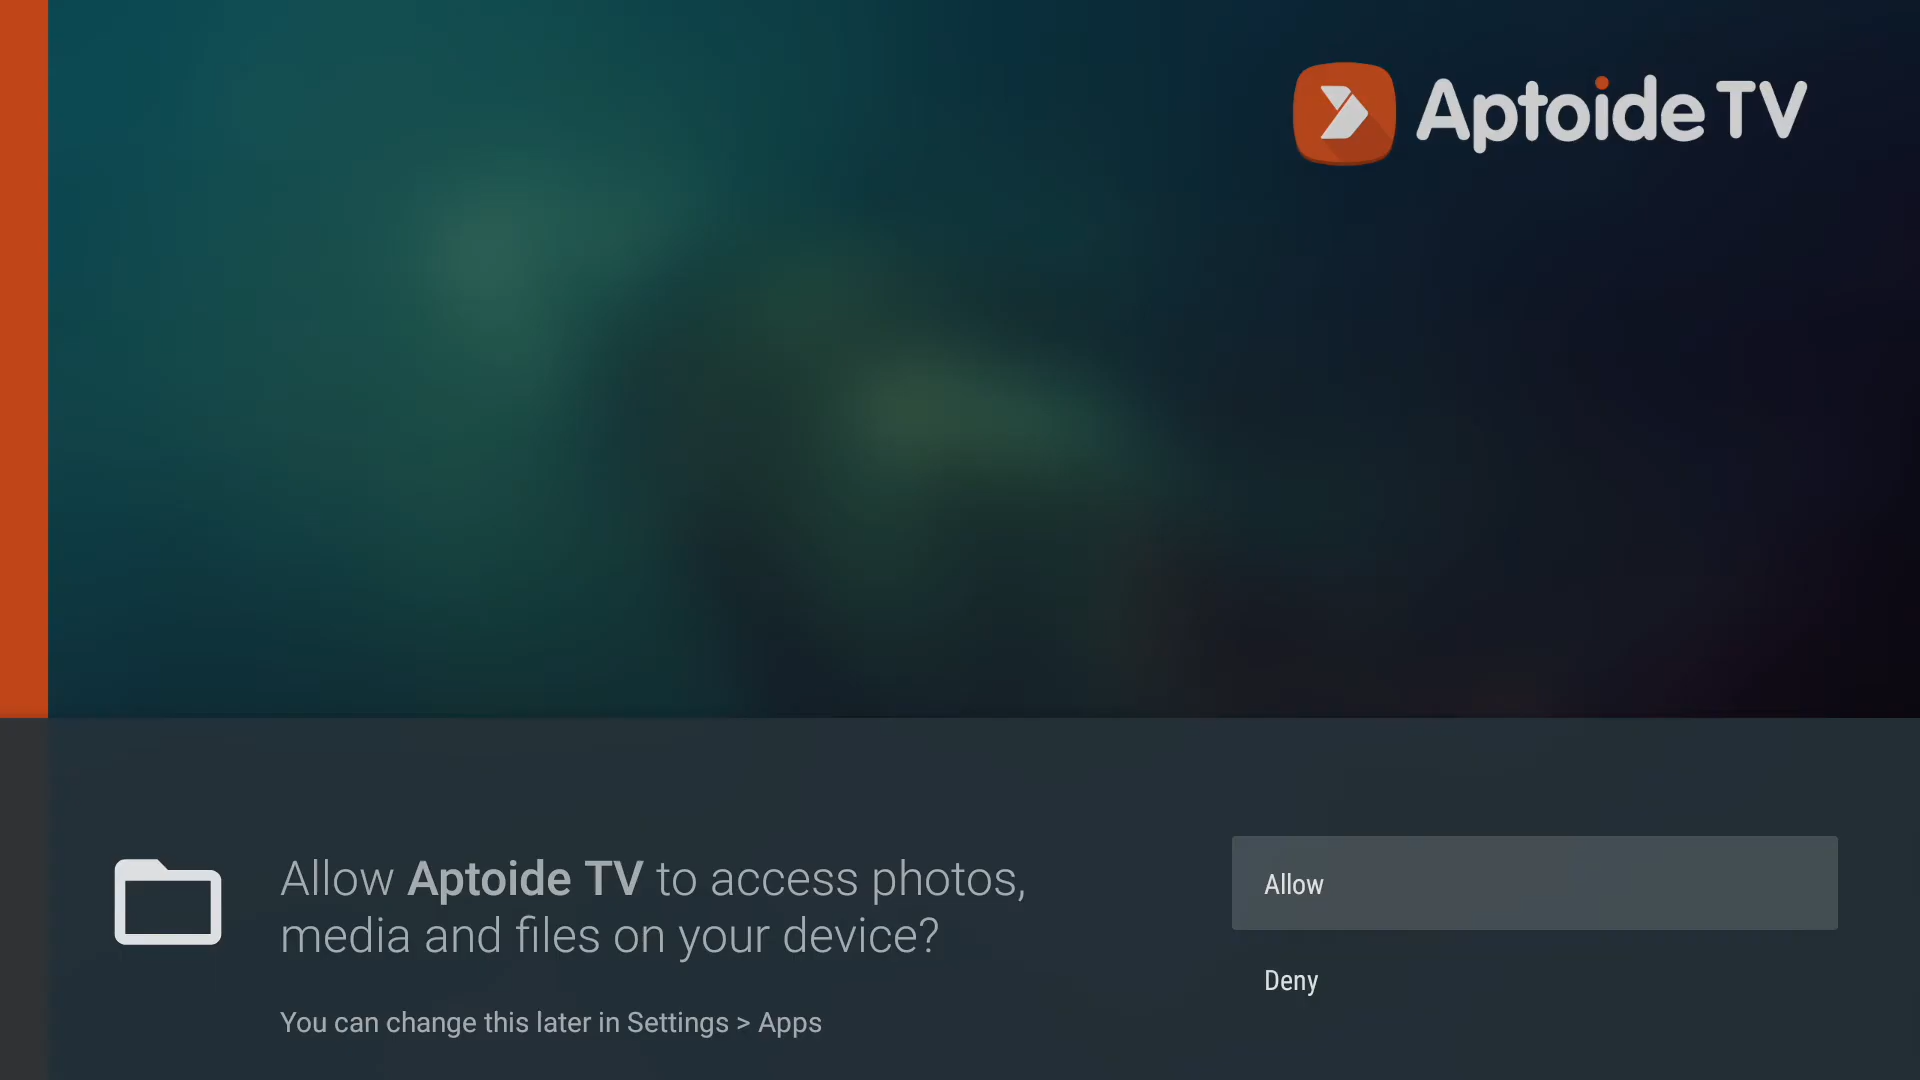 Aptoide TV
Allow Aptoide TV to access photos,
media and files on your device?
You can change this later in Settings > Apps
Allow
Deny